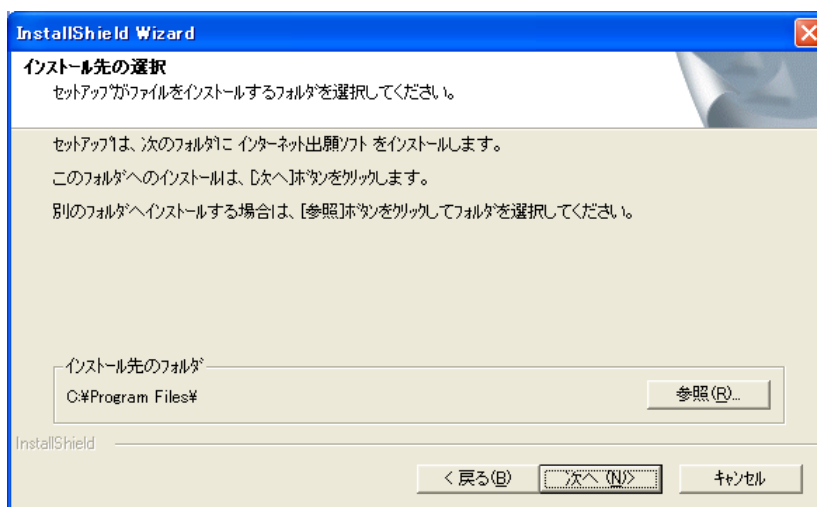 InstallShield Wizard
インストール先の選択
セットアップがファイルをインストールするフォルダを選択してください。
セットアップは、次のフォルダに インターネット出願ソフト をインストールします。
このフォルダへのインストールは、[次へ]ボタンをクリックします。
別のフォルダへインストールする場合は、[参照]ボタンをクリックしてフォルダを選択してください。
インストール先のフォルダ
C:¥Program Files¥
参照(R)...
InstallShield
< 戻る(B)
次へ (N)>
キャンセル